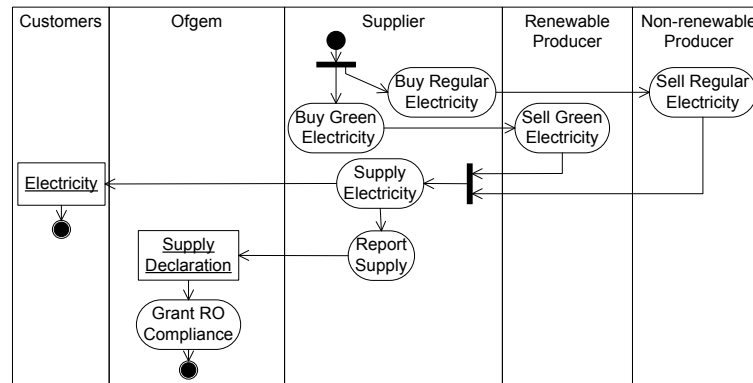 Customers
Ofgem
Supplier
Renewable
Producer
Non-renewable
Producer
Buy Regular
Electricity
Sell Regular
Electricity
Buy Green
Electricity
Sell Green
Electricity
Electricity
Supply
Electricity
Supply
Declaration
Report
Supply
Grant RO
Compliance